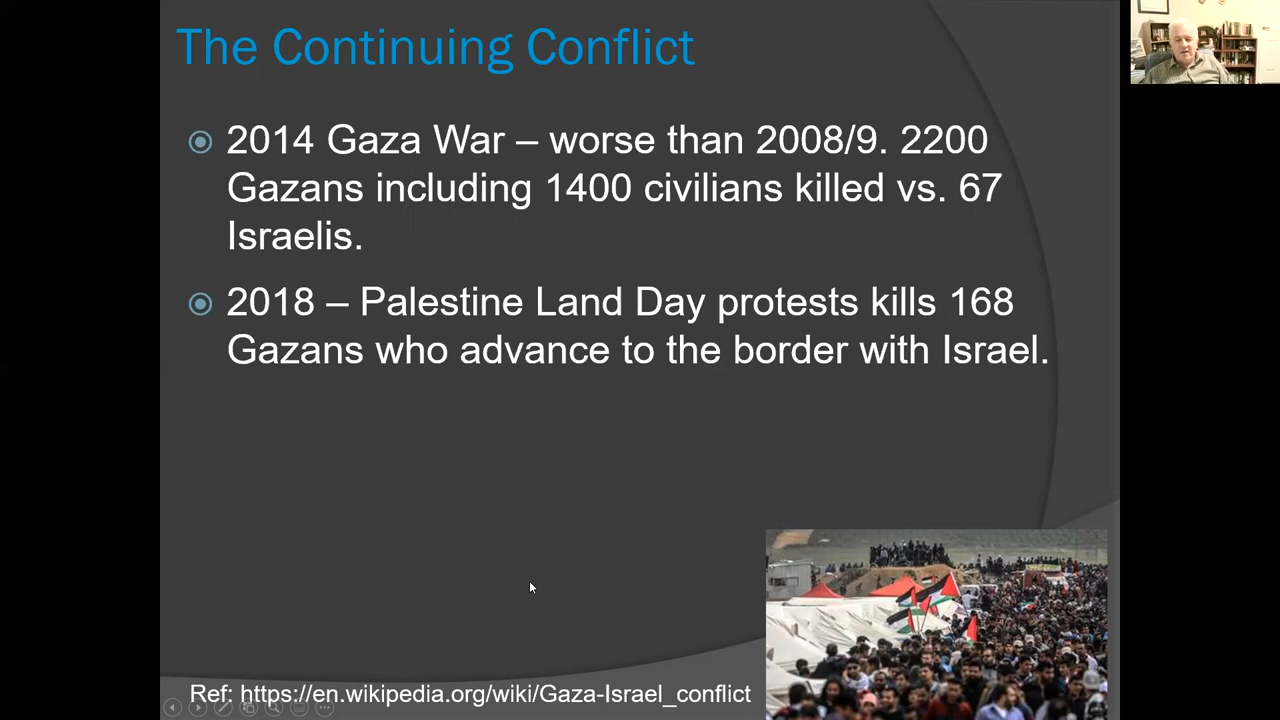 The Continuing Conflict
2014 Gaza War – worse than 2008/9. 2200
Gazans including 1400 civilians killed vs. 67
Israelis.
2018 – Palestine Land Day protests kills 168
Gazans who advance to the border with Israel.
Ref: https://en.wikipedia.org/wiki/Gaza-Israel_conflict